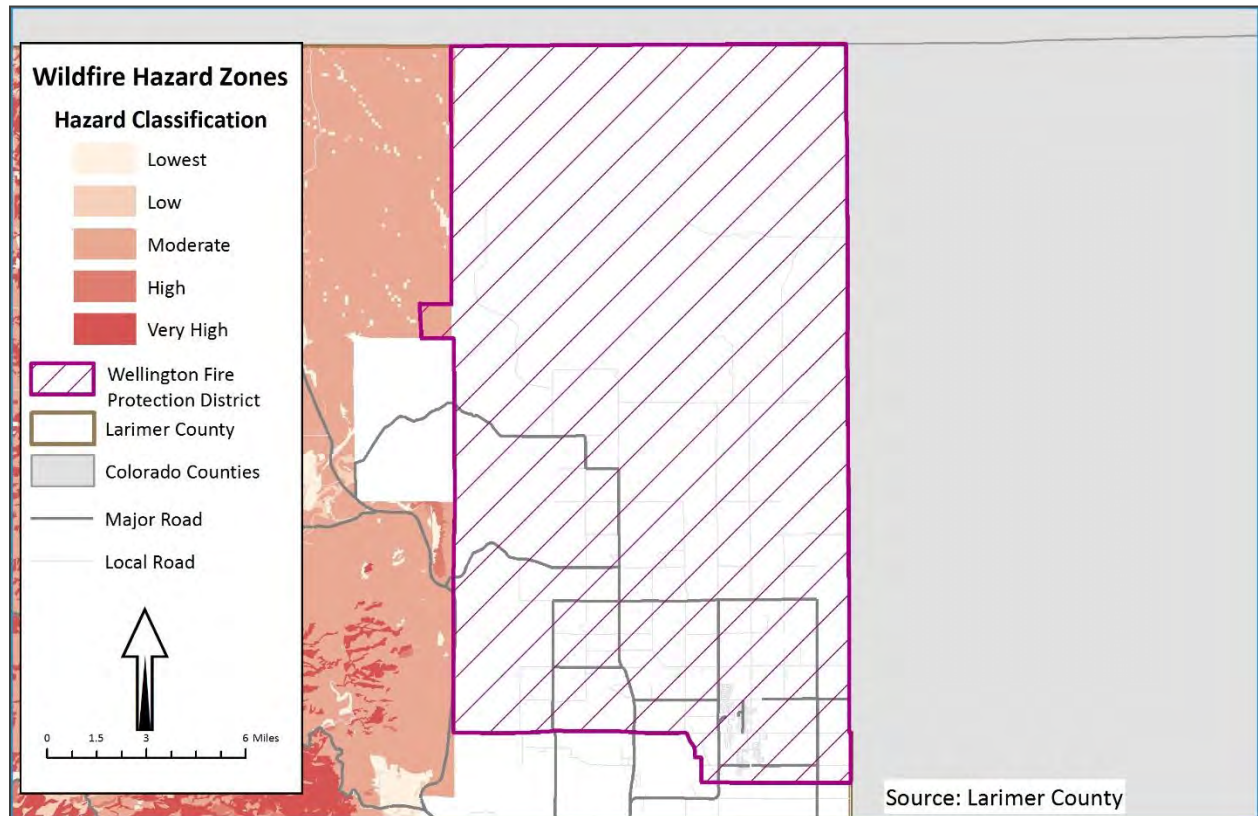 Wildfire Hazard Zones
Hazard Classification
Lowest
Low
Moderate
High
Very High
Wellington Fire
Protection District
Larimer County
Colorado Counties
Major Road
Local Road
0 1.5 3 6 Miles
Source: Larimer County